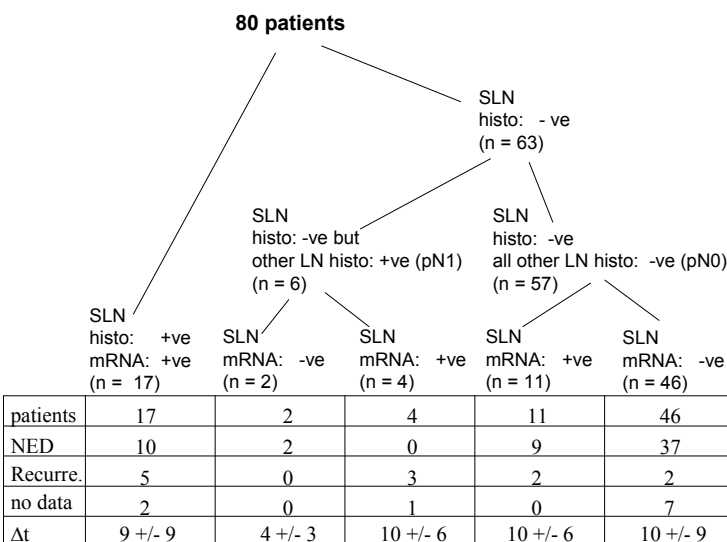 80 patients
SLN
histo: - ve
(n = 63)
SLN
histo: -ve but
other LN histo: +ve (pN1)
(n = 6)
SLN
histo: -ve
all other LN histo: -ve (pN0)
(n = 57)
SLN
histo: +ve
mRNA: +ve
(n = 17)
SLN
mRNA: -ve
(n = 2)
SLN
mRNA: +ve
(n = 4)
SLN
mRNA: +ve
(n = 11)
SLN
mRNA: -ve
(n = 46)
patients 17 2 4 11 46
NED 10 2 0 9 37
Recurre. 5 0 3 2 2
no data 2 0 1 0 7
Δt 9 +/- 9 4 +/- 3 10 +/- 6 10 +/- 6 10 +/- 9